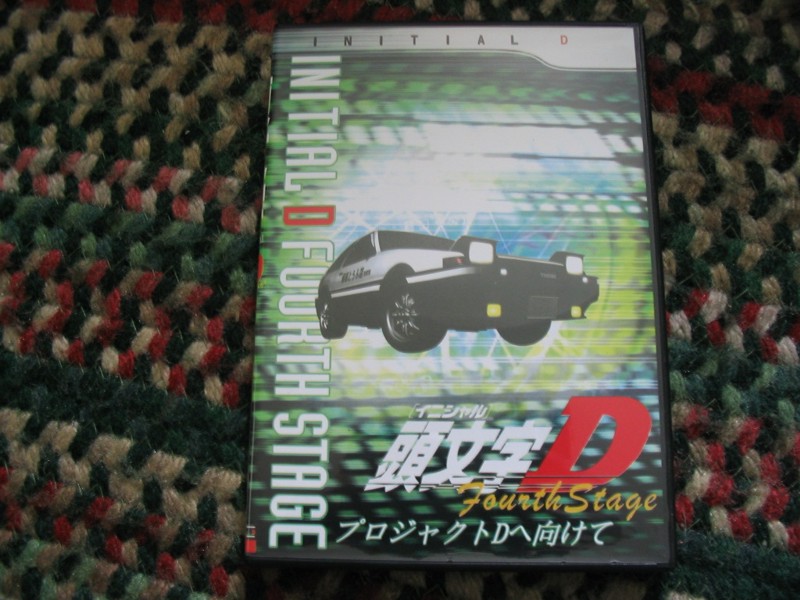 INITIAL D
INITIAL D FOURTH STAGE
イニシャル
頭文字D
Fourth Stage
プロジャクトDへ向けて